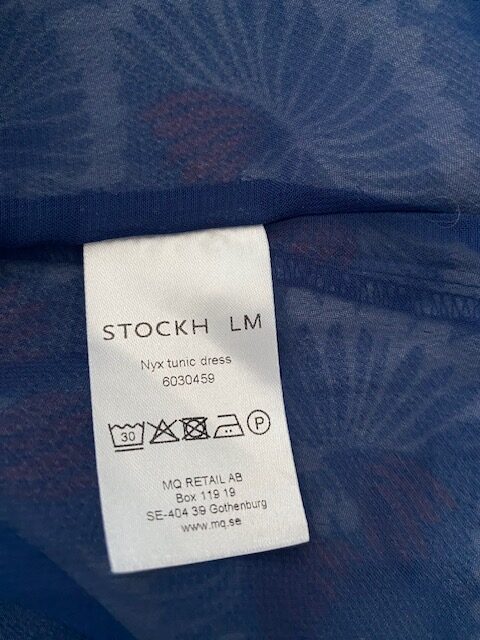 STOCKH LM
Nyx tunic dress
6030459
30 P
MQ RETAIL AB
Box 119 19
SE-404 39 Gothenburg
www.mq.se